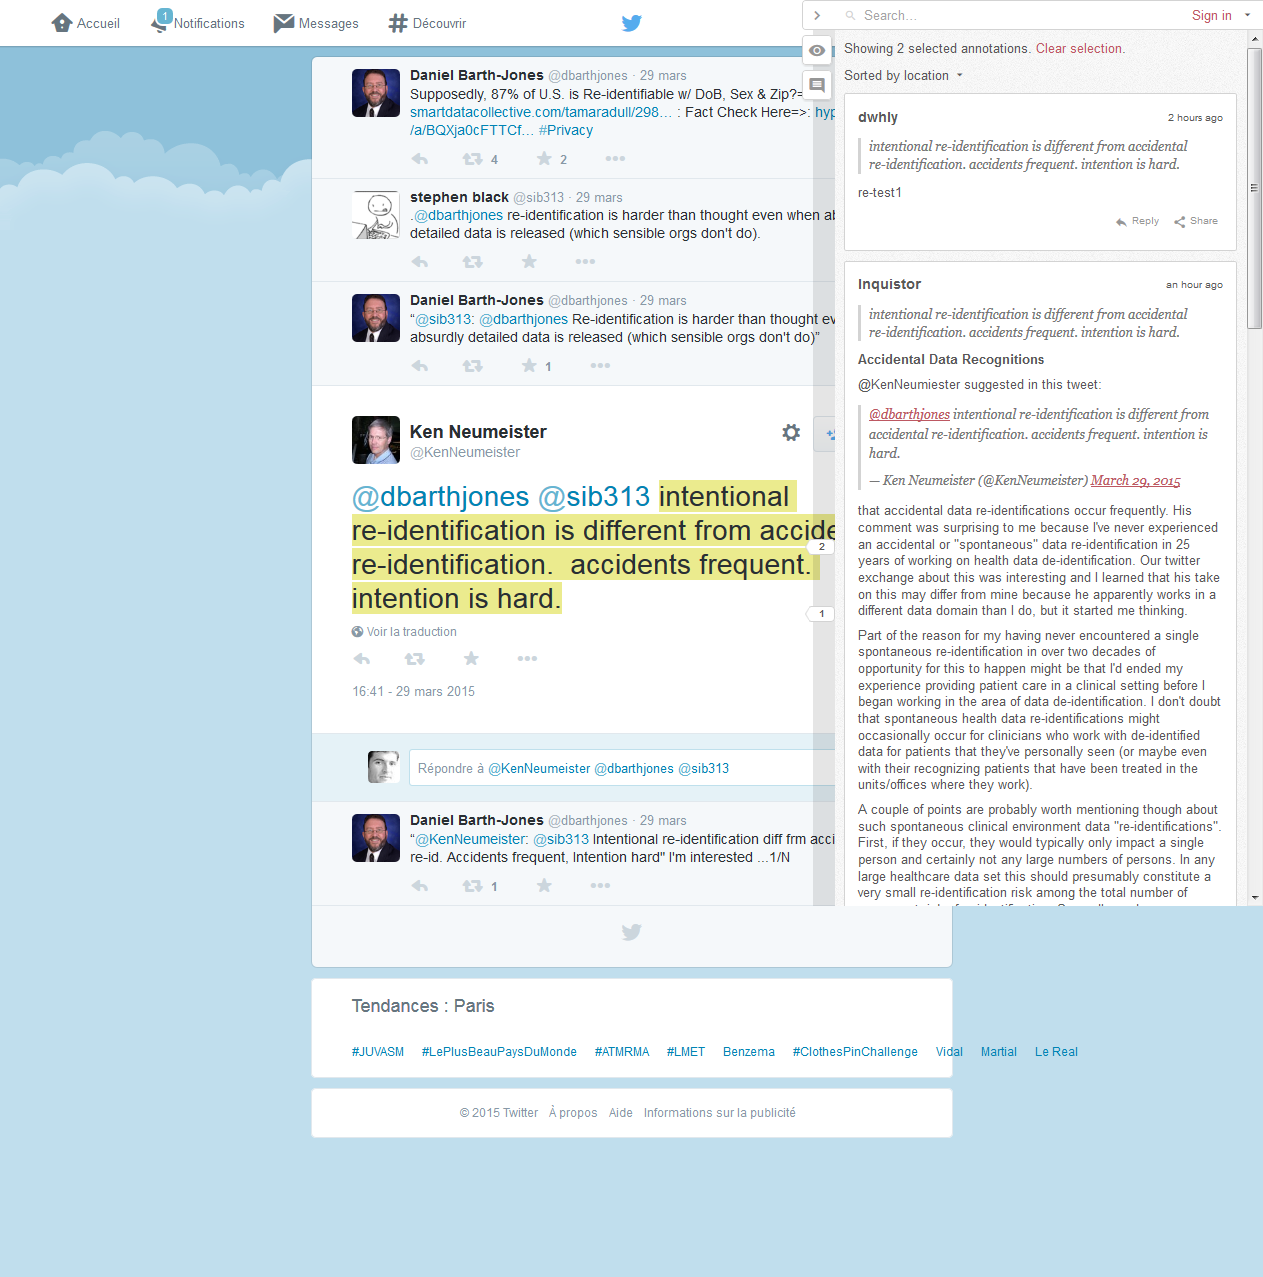 Accueil
1
Notifications
Messages
Découvrir
Search...
Sign in
Showing 2 selected annotations. Clear selection.
Sorted by location
Daniel Barth-Jones @dbarthjones · 29 mars
Supposedly, 87% of U.S. is Re-identifiable w/ DoB, Sex & Zip?=
smartdatacollective.com/tamaradull/298… : Fact Check Here=>: hyp
/a/BQXja0cFTTCf… #Privacy
4
2
stephen black @sib313 · 29 mars
.@dbarthjones re-identification is harder than thought even when ab
detailed data is released (which sensible orgs don't do).
Daniel Barth-Jones @dbarthjones · 29 mars
“@sib313: @dbarthjones Re-identification is harder than thought ev
absurdly detailed data is released (which sensible orgs don't do)”
1
Ken Neumeister
@KenNeumeister
@dbarthjones @sib313 intentional
re-identification is different from accide
re-identification. accidents frequent.
intention is hard.
2
1
Voir la traduction
16:41 - 29 mars 2015
Répondre à @KenNeumeister @dbarthjones @sib313
Daniel Barth-Jones @dbarthjones · 29 mars
“@KenNeumeister: @sib313 Intentional re-identification diff frm acci
re-id. Accidents frequent, Intention hard" I'm interested ...1/N
1
Tendances : Paris
#JUVASM #LePlusBeauPaysDuMonde #ATMRMA #LMET Benzema #ClothesPinChallenge Vidal Martial Le Real
© 2015 Twitter À propos Aide Informations sur la publicité
dwhly
2 hours ago
intentional re-identification is different from accidental
re-identification. accidents frequent. intention is hard.
re-test1
Reply Share
Inquistor
an hour ago
intentional re-identification is different from accidental
re-identification. accidents frequent. intention is hard.
Accidental Data Recognitions
@KenNeumiester suggested in this tweet:
@dbarthjones intentional re-identification is different from
accidental re-identification. accidents frequent. intention is
hard.
— Ken Neumeister (@KenNeumeister) March 29, 2015
that accidental data re-identifications occur frequently. His
comment was surprising to me because I've never experienced
an accidental or "spontaneous" data re-identification in 25
years of working on health data de-identification. Our twitter
exchange about this was interesting and I learned that his take
on this may differ from mine because he apparently works in a
different data domain than I do, but it started me thinking.
Part of the reason for my having never encountered a single
spontaneous re-identification in over two decades of
opportunity for this to happen might be that I'd ended my
experience providing patient care in a clinical setting before I
began working in the area of data de-identification. I don't doubt
that spontaneous health data re-identifications might
occasionally occur for clinicians who work with de-identified
data for patients that they've personally seen (or maybe even
with their recognizing patients that have been treated in the
units/offices where they work).
A couple of points are probably worth mentioning though about
such spontaneous clinical environment data "re-identifications".
First, if they occur, they would typically only impact a single
person and certainly not any large numbers of persons. In any
large healthcare data set this should presumably constitute a
very small re-identification risk among the total number of